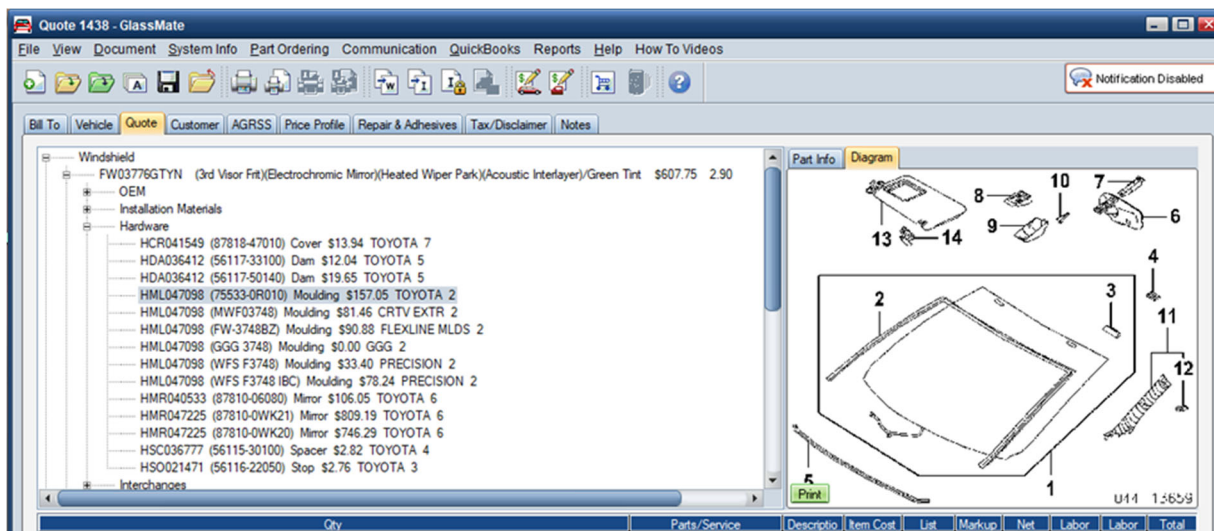 Quote 1438 - GlassMate
File View Document System Info Part Ordering Communication QuickBooks Reports Help How To Videos
A W I I
Notification Disabled
Bill To Vehicle Quote Customer AGRSS Price Profile Repair & Adhesives Tax/Disclaimer Notes
Windshield
FW03776GTYN (3rd Visor Frit)(Electrochromic Mirror)(Heated Wiper Park)(Acoustic Interlayer)/Green Tint $607.75 2.90
OEM
Installation Materials
Hardware
HCR041549 (87818-47010) Cover $13.94 TOYOTA 7
HDA036412 (56117-33100) Dam $12.04 TOYOTA 5
HDA036412 (56117-50140) Dam $19.65 TOYOTA 5
HML047098 (75533-0R010) Moulding $157.05 TOYOTA 2
HML047098 (MWF03748) Moulding $81.46 CRTV EXTR 2
HML047098 (FW-3748BZ) Moulding $90.88 FLEXLINE MLDS 2
HML047098 (GGG 3748) Moulding $0.00 GGG 2
HML047098 (WFS F3748) Moulding $33.40 PRECISION 2
HML047098 (WFS F3748 IBC) Moulding $78.24 PRECISION 2
HMR040533 (87810-06080) Mirror $106.05 TOYOTA 6
HMR047225 (87810-0WK21) Mirror $809.19 TOYOTA 6
HMR047225 (87810-0WK20) Mirror $746.29 TOYOTA 6
HSC036777 (56115-30100) Spacer $2.82 TOYOTA 4
HSO021471 (56116-22050) Stop $2.76 TOYOTA 3
Interchanges
Part Info Diagram
8 10 7
13 14 9 6
4
2 3
11
12
5 1
Print
044 13659
Qty Parts/Service Descriptio Item Cost List Markup Net Labor Labor Total